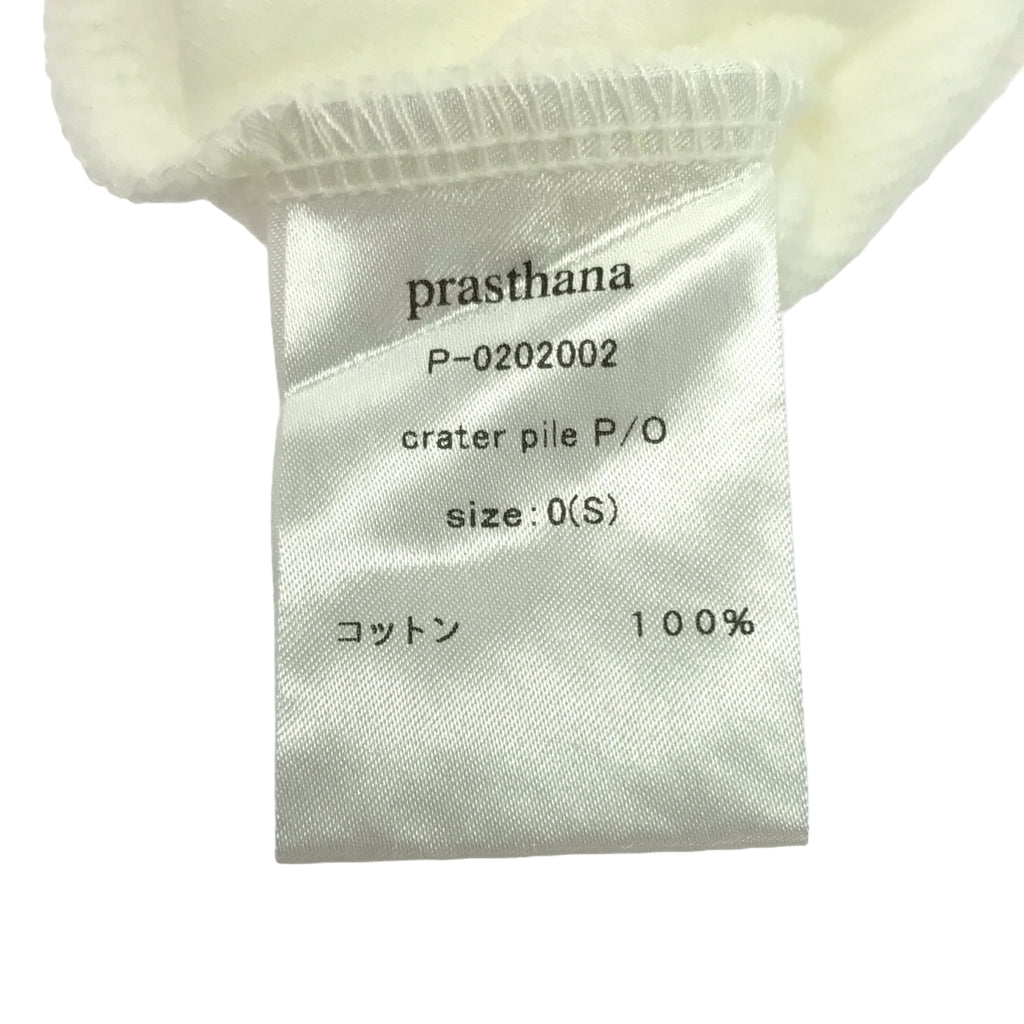 prasthana
P-0202002
crater pile P/O
size:0(S)
コットン 100%